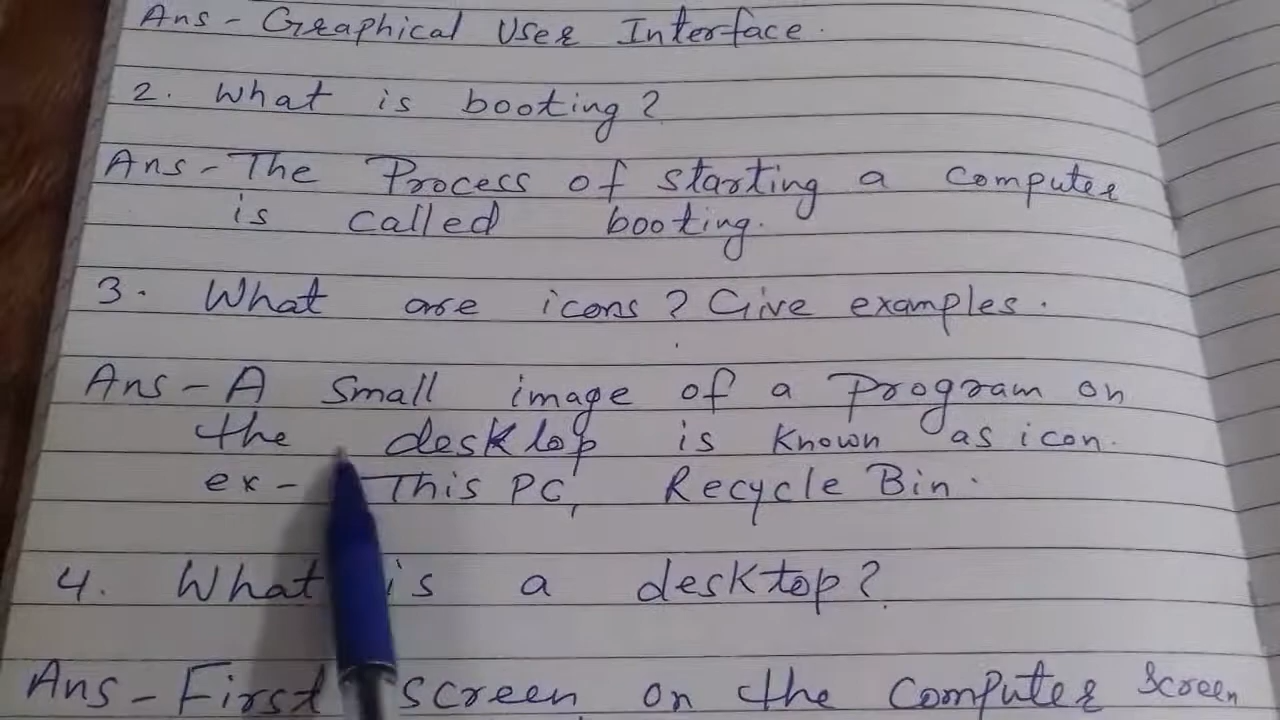 Ans - Graphical User Interface.
2. What is booting?
Ans - The Process of starting a computer
is called booting.
3. What are icons? Give examples.
Ans - A Small image of a Program on
the desktop is known as icon.
ex - This PC, Recycle Bin.
4. What is a desktop?
Ans - First screen on the Computer Screen